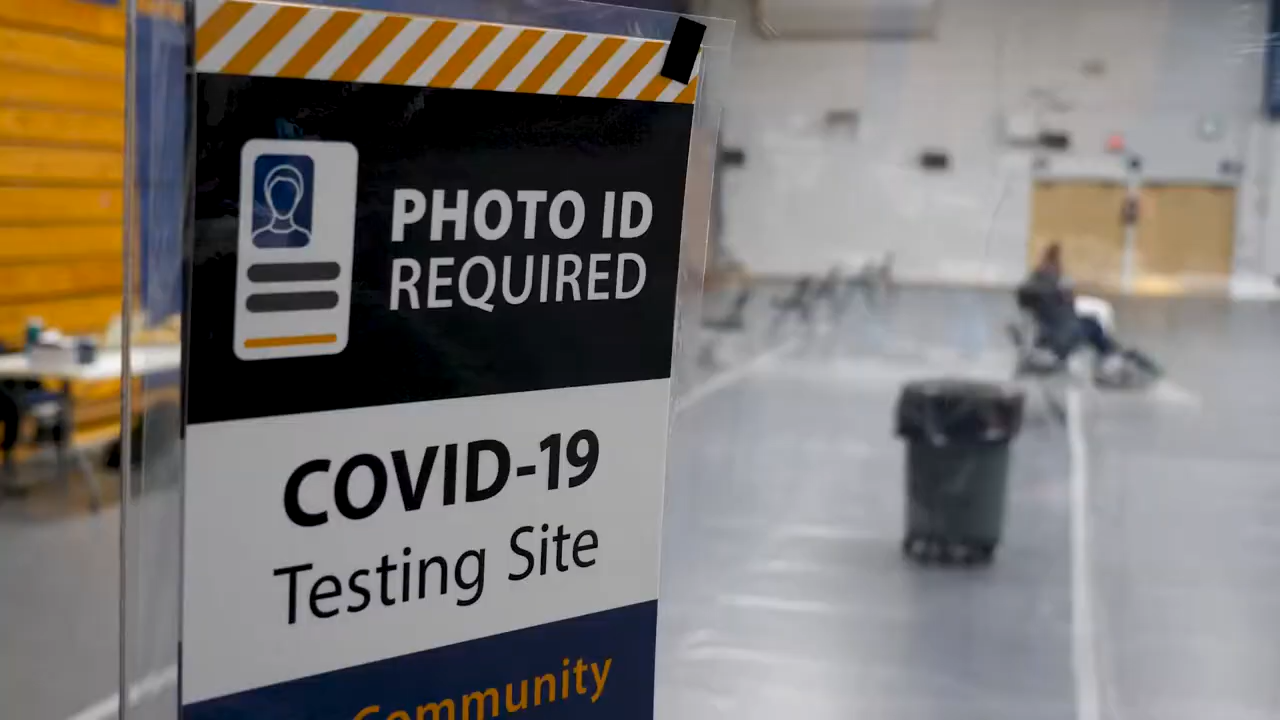 PHOTO ID
REQUIRED
COVID-19
Testing Site
Community